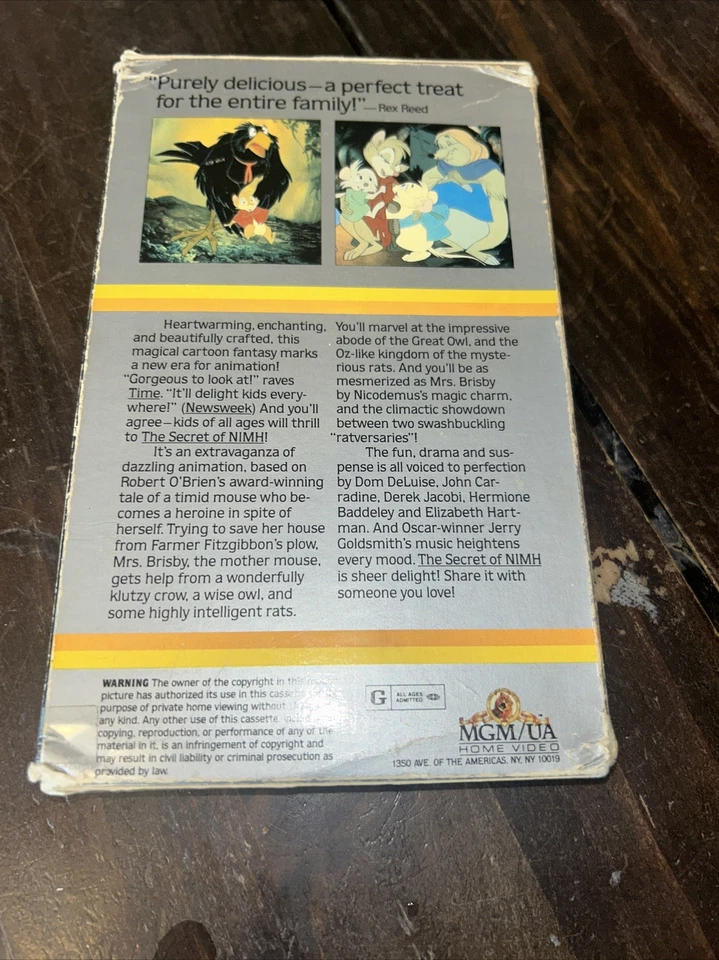 "Purely delicious—a perfect treat
for the entire family!"—Rex Reed
Heartwarming, enchanting,
and beautifully crafted, this
magical cartoon fantasy marks
a new era for animation!
"Gorgeous to look at!" raves
Time. "It'll delight kids every-
where!" (Newsweek) And you'll
agree—kids of all ages will thrill
to The Secret of NIMH!
It's an extravaganza of
dazzling animation, based on
Robert O'Brien's award-winning
tale of a timid mouse who be-
comes a heroine in spite of
herself. Trying to save her house
from Farmer Fitzgibbon's plow,
Mrs. Brisby, the mother mouse,
gets help from a wonderfully
klutzy crow, a wise owl, and
some highly intelligent rats.
You'll marvel at the impressive
abode of the Great Owl, and the
Oz-like kingdom of the myste-
rious rats. And you'll be as
mesmerized as Mrs. Brisby
by Nicodemus's magic charm,
and the climactic showdown
between two swashbuckling
"ratversaries"!
The fun, drama and sus-
pense is all voiced to perfection
by Dom DeLuise, John Car-
radine, Derek Jacobi, Hermione
Baddeley and Elizabeth Hart-
man. And Oscar-winner Jerry
Goldsmith's music heightens
every mood. The Secret of NIMH
is sheer delight! Share it with
someone you love!
WARNING The owner of the copyright in this
picture has authorized its use in this cassette
purpose of private home viewing without
any kind. Any other use of this cassette,
copying, reproduction, or performance of any of the
material in it, is an infringement of copyright and
may result in civil liability or criminal prosecution as
provided by law.
G ALL AGES
ADMITTED
MGM/UA
HOME VIDEO
1350 AVE. OF THE AMERICAS, NY, NY 10019